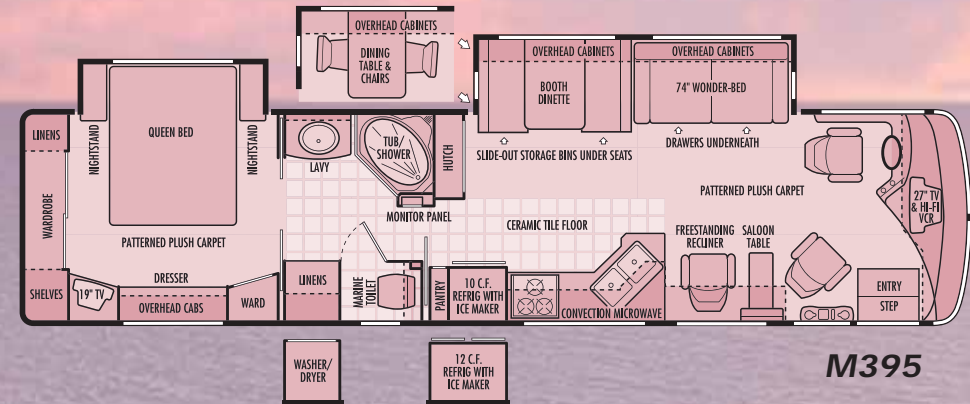 OVERHEAD CABINETS
DINING
TABLE &
CHAIRS
OVERHEAD CABINETS
OVERHEAD CABINETS
BOOTH
DINETTE
74" WONDER-BED
LINENS
NIGHTSTAND
QUEEN BED
NIGHTSTAND
LAVY
TUB/
SHOWER
HUTCH
SLIDE-OUT STORAGE BINS UNDER SEATS
DRAWERS UNDERNEATH
WARDROBE
MONITOR PANEL
PATTERNED PLUSH CARPET
27" TV
& HI-FI
VCR
PATTERNED PLUSH CARPET
CERAMIC TILE FLOOR
FREESTANDING
RECLINER
SALOON
TABLE
SHELVES
19" TV
DRESSER
OVERHEAD CABS
WARD
LINENS
MARINE
TOILET
PANTRY
10 C.F.
REFRIG WITH
ICE MAKER
CONVECTION MICROWAVE
ENTRY
STEP
WASHER/
DRYER
12 C.F.
REFRIG WITH
ICE MAKER
M395